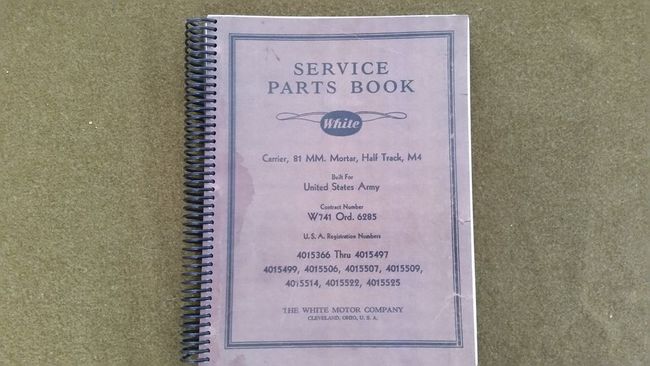 SERVICE
PARTS BOOK
White
Carrier, 81 MM. Mortar, Half Track, M4
Built For
United States Army
Contract Number
W741 Ord. 6285
U. S. A. Registration Numbers
4015366 Thru 4015497
4015499, 4015506, 4015507, 4015509,
4015514, 4015522, 4015525
THE WHITE MOTOR COMPANY
CLEVELAND, OHIO, U. S. A.